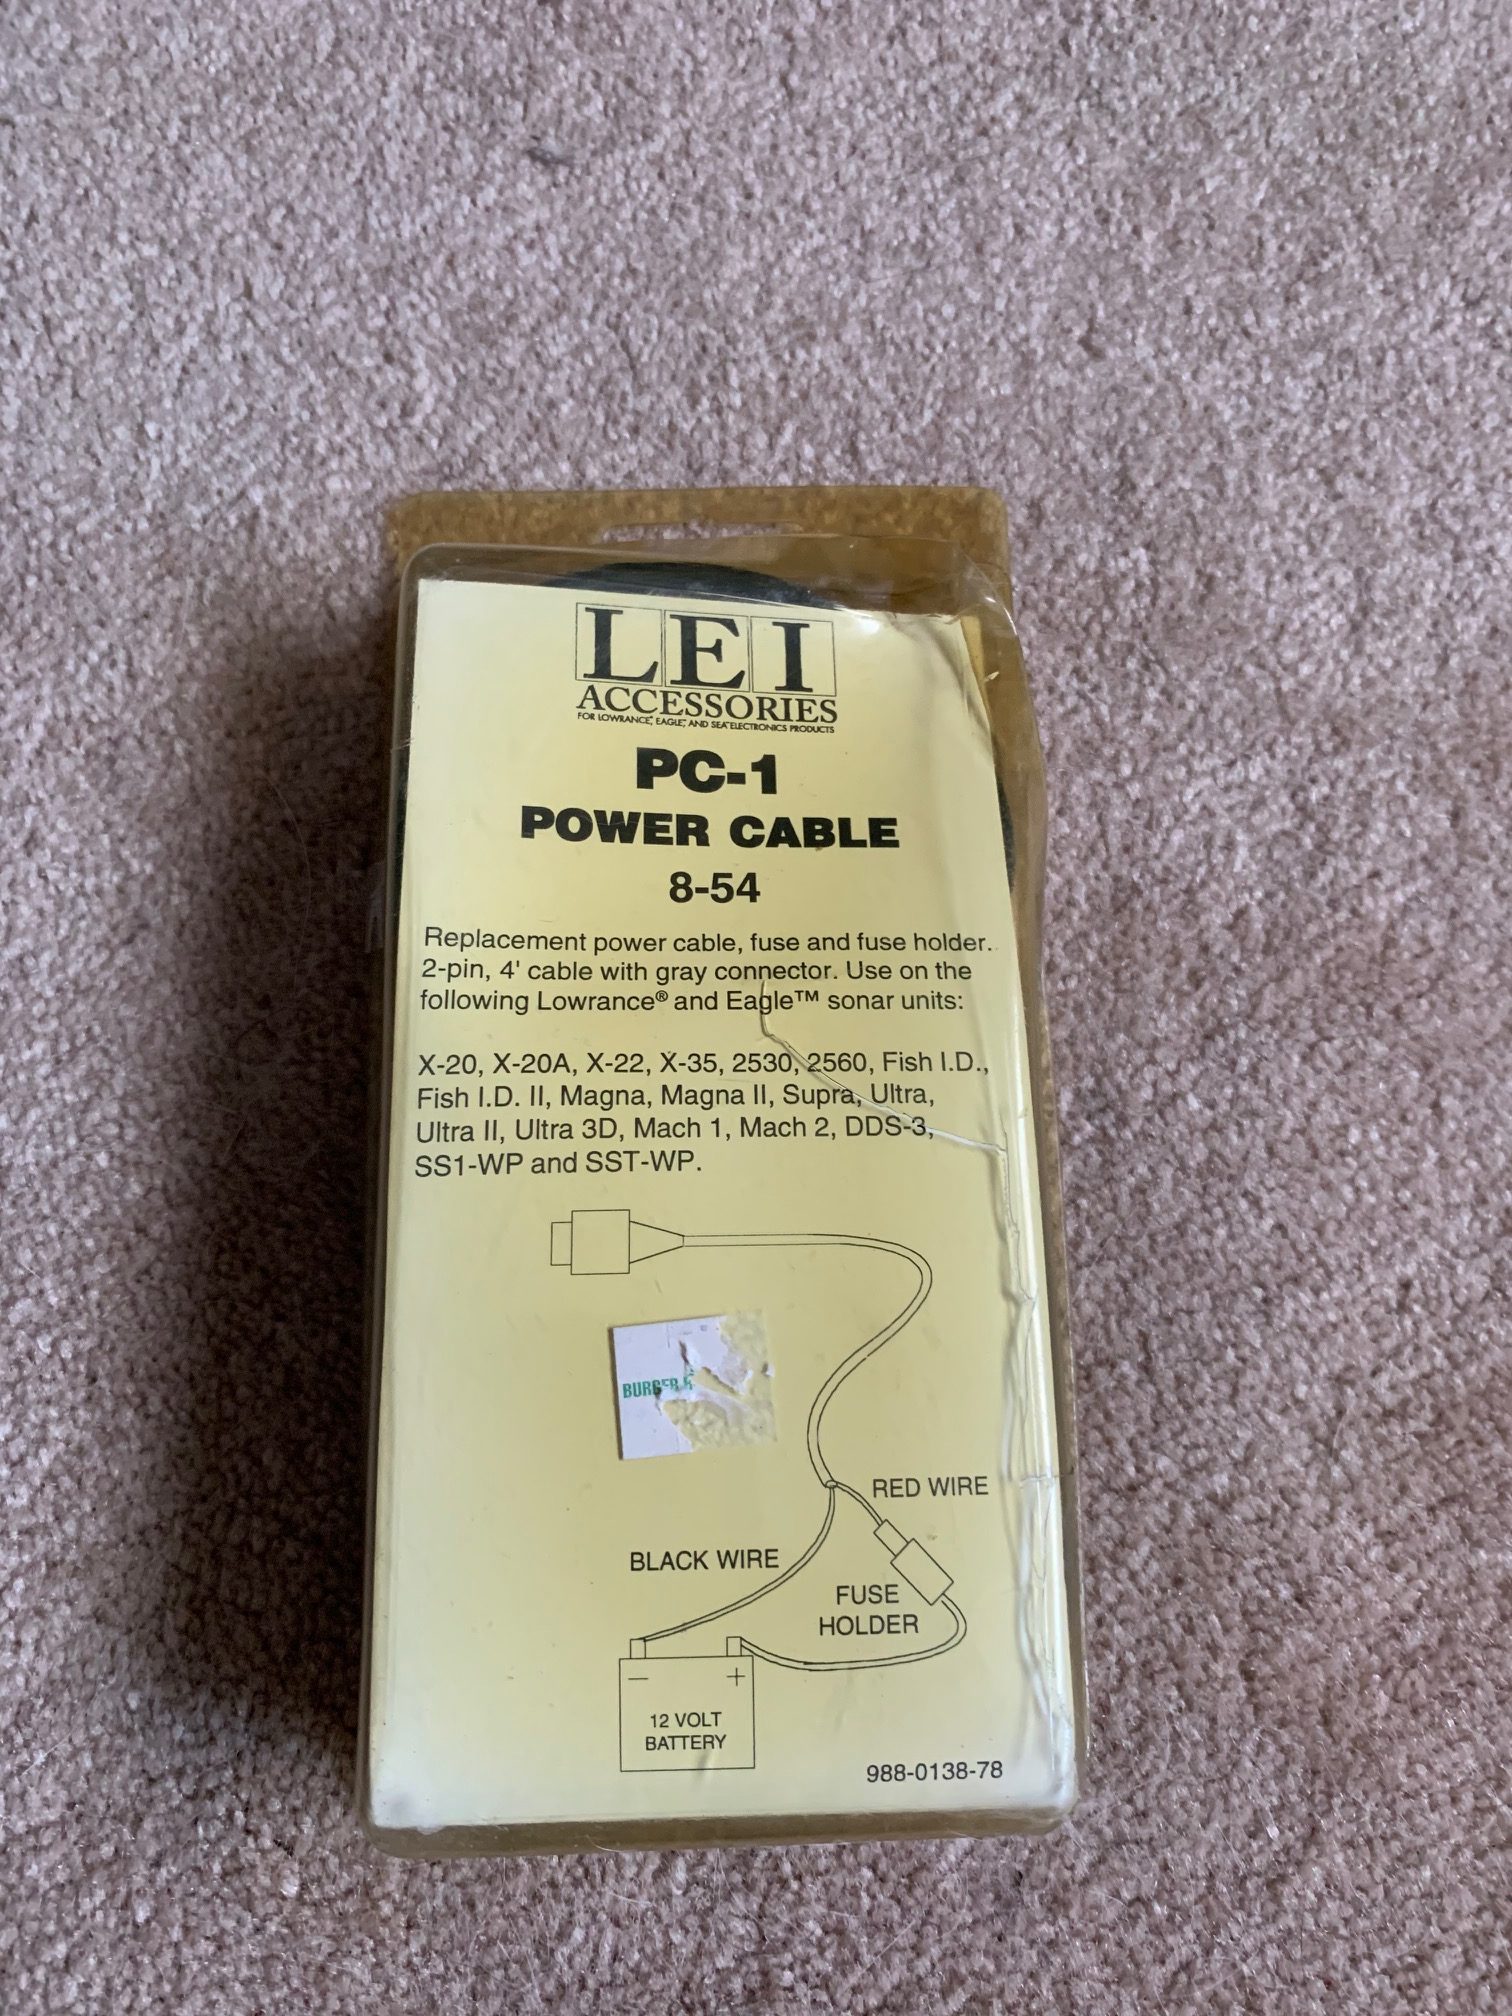 LEI
ACCESSORIES
FOR LOWRANCE, EAGLE, AND SEA ELECTRONICS PRODUCTS
PC-1
POWER CABLE
8-54
Replacement power cable, fuse and fuse holder.
2-pin, 4' cable with gray connector. Use on the
following Lowrance® and Eagle™ sonar units:
X-20, X-20A, X-22, X-35, 2530, 2560, Fish I.D.,
Fish I.D. II, Magna, Magna II, Supra, Ultra,
Ultra II, Ultra 3D, Mach 1, Mach 2, DDS-3,
SS1-WP and SST-WP.
BURGER
RED WIRE
BLACK WIRE
FUSE
HOLDER
– +
12 VOLT
BATTERY
988-0138-78